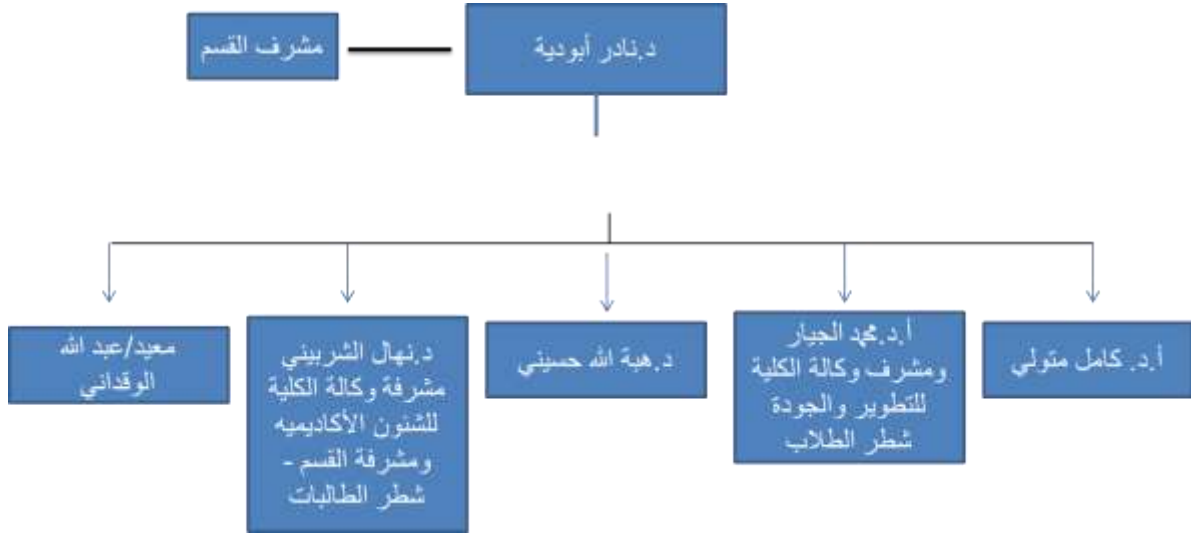 د.نادر أبودية
مشرف القسم
أ.د. كامل متولي
أ.د.محمد الجيار
ومشرف وكالة الكلية
للتطوير والجودة
شطر الطلاب
د.هبة الله حسيني
د.نهال الشربيني
مشرفة وكالة الكلية
للشئون الأكاديميه
ومشرفة القسم -
شطر الطالبات
معيد/عبد الله
الوقداني